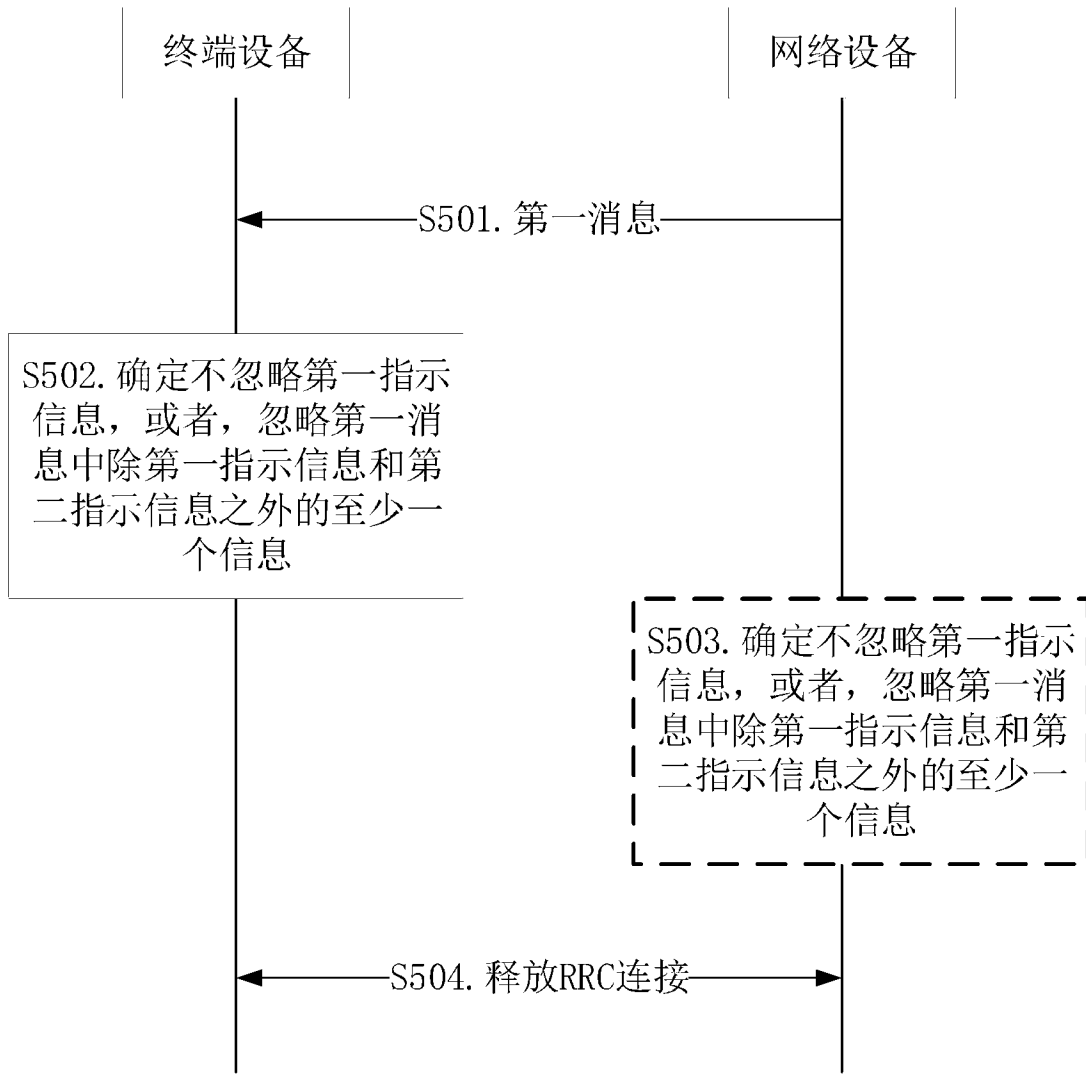 终端设备
网络设备
S501.第一消息
S502.确定不忽略第一指示
信息，或者，忽略第一消
息中除第一指示信息和第
二指示信息之外的至少一
个信息
S503.确定不忽略第一指示
信息，或者，忽略第一消
息中除第一指示信息和第
二指示信息之外的至少一
个信息
S504.释放RRC连接